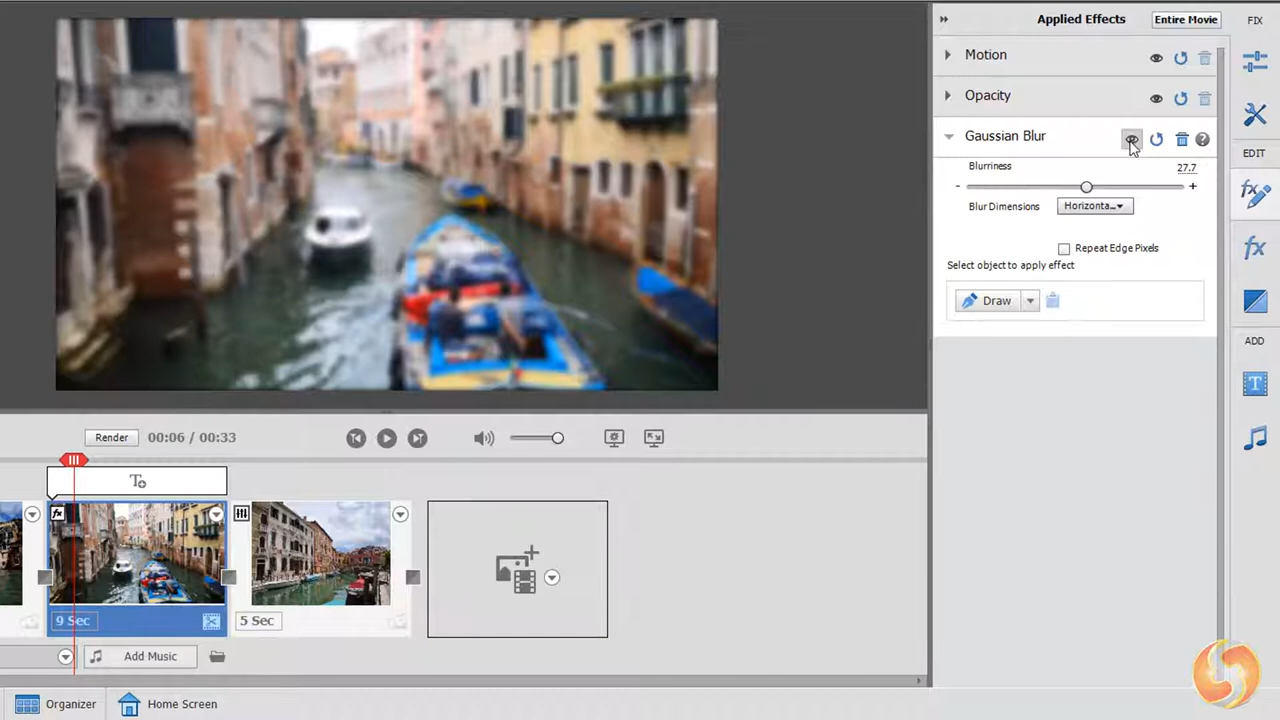 Applied Effects
Entire Movie
FIX
Motion
Opacity
Gaussian Blur
EDIT
Blurriness
27.7
- +
Blur Dimensions
Horizonta...
Repeat Edge Pixels
Select object to apply effect
Draw
fx
ADD
T
Render
00:06 / 00:33
T
fx
9 Sec
5 Sec
Add Music
Organizer
Home Screen